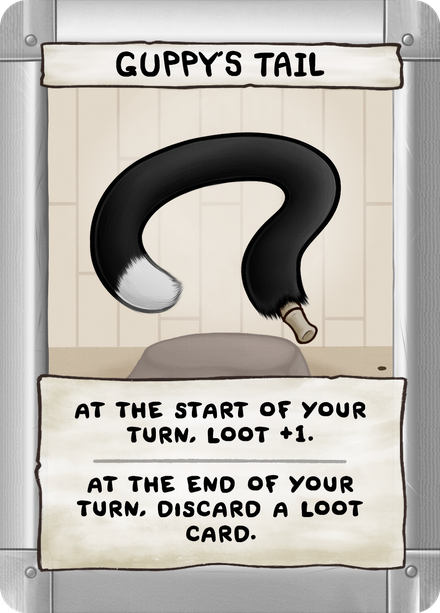 GUPPY'S TAIL
AT THE START OF YOUR
TURN, LOOT +1.
AT THE END OF YOUR
TURN, DISCARD A LOOT
CARD.